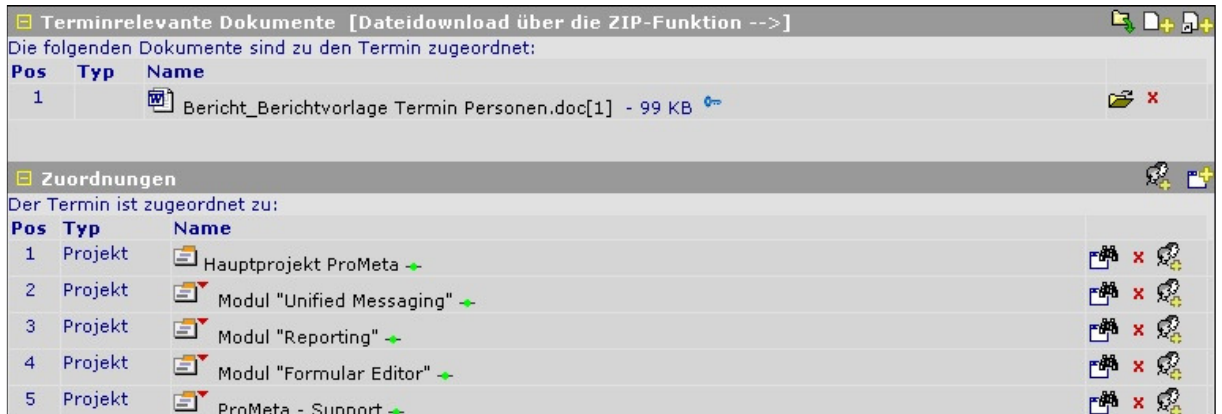 Terminrelevante Dokumente [Dateidownload über die ZIP-Funktion -->]
Die folgenden Dokumente sind zu den Termin zugeordnet:
Pos Typ Name
1 Bericht_Berichtvorlage Termin Personen.doc[1] - 99 KB
Zuordnungen
Der Termin ist zugeordnet zu:
Pos Typ Name
1 Projekt Hauptprojekt ProMeta
2 Projekt Modul "Unified Messaging"
3 Projekt Modul "Reporting"
4 Projekt Modul "Formular Editor"
5 Projekt ProMeta - Support